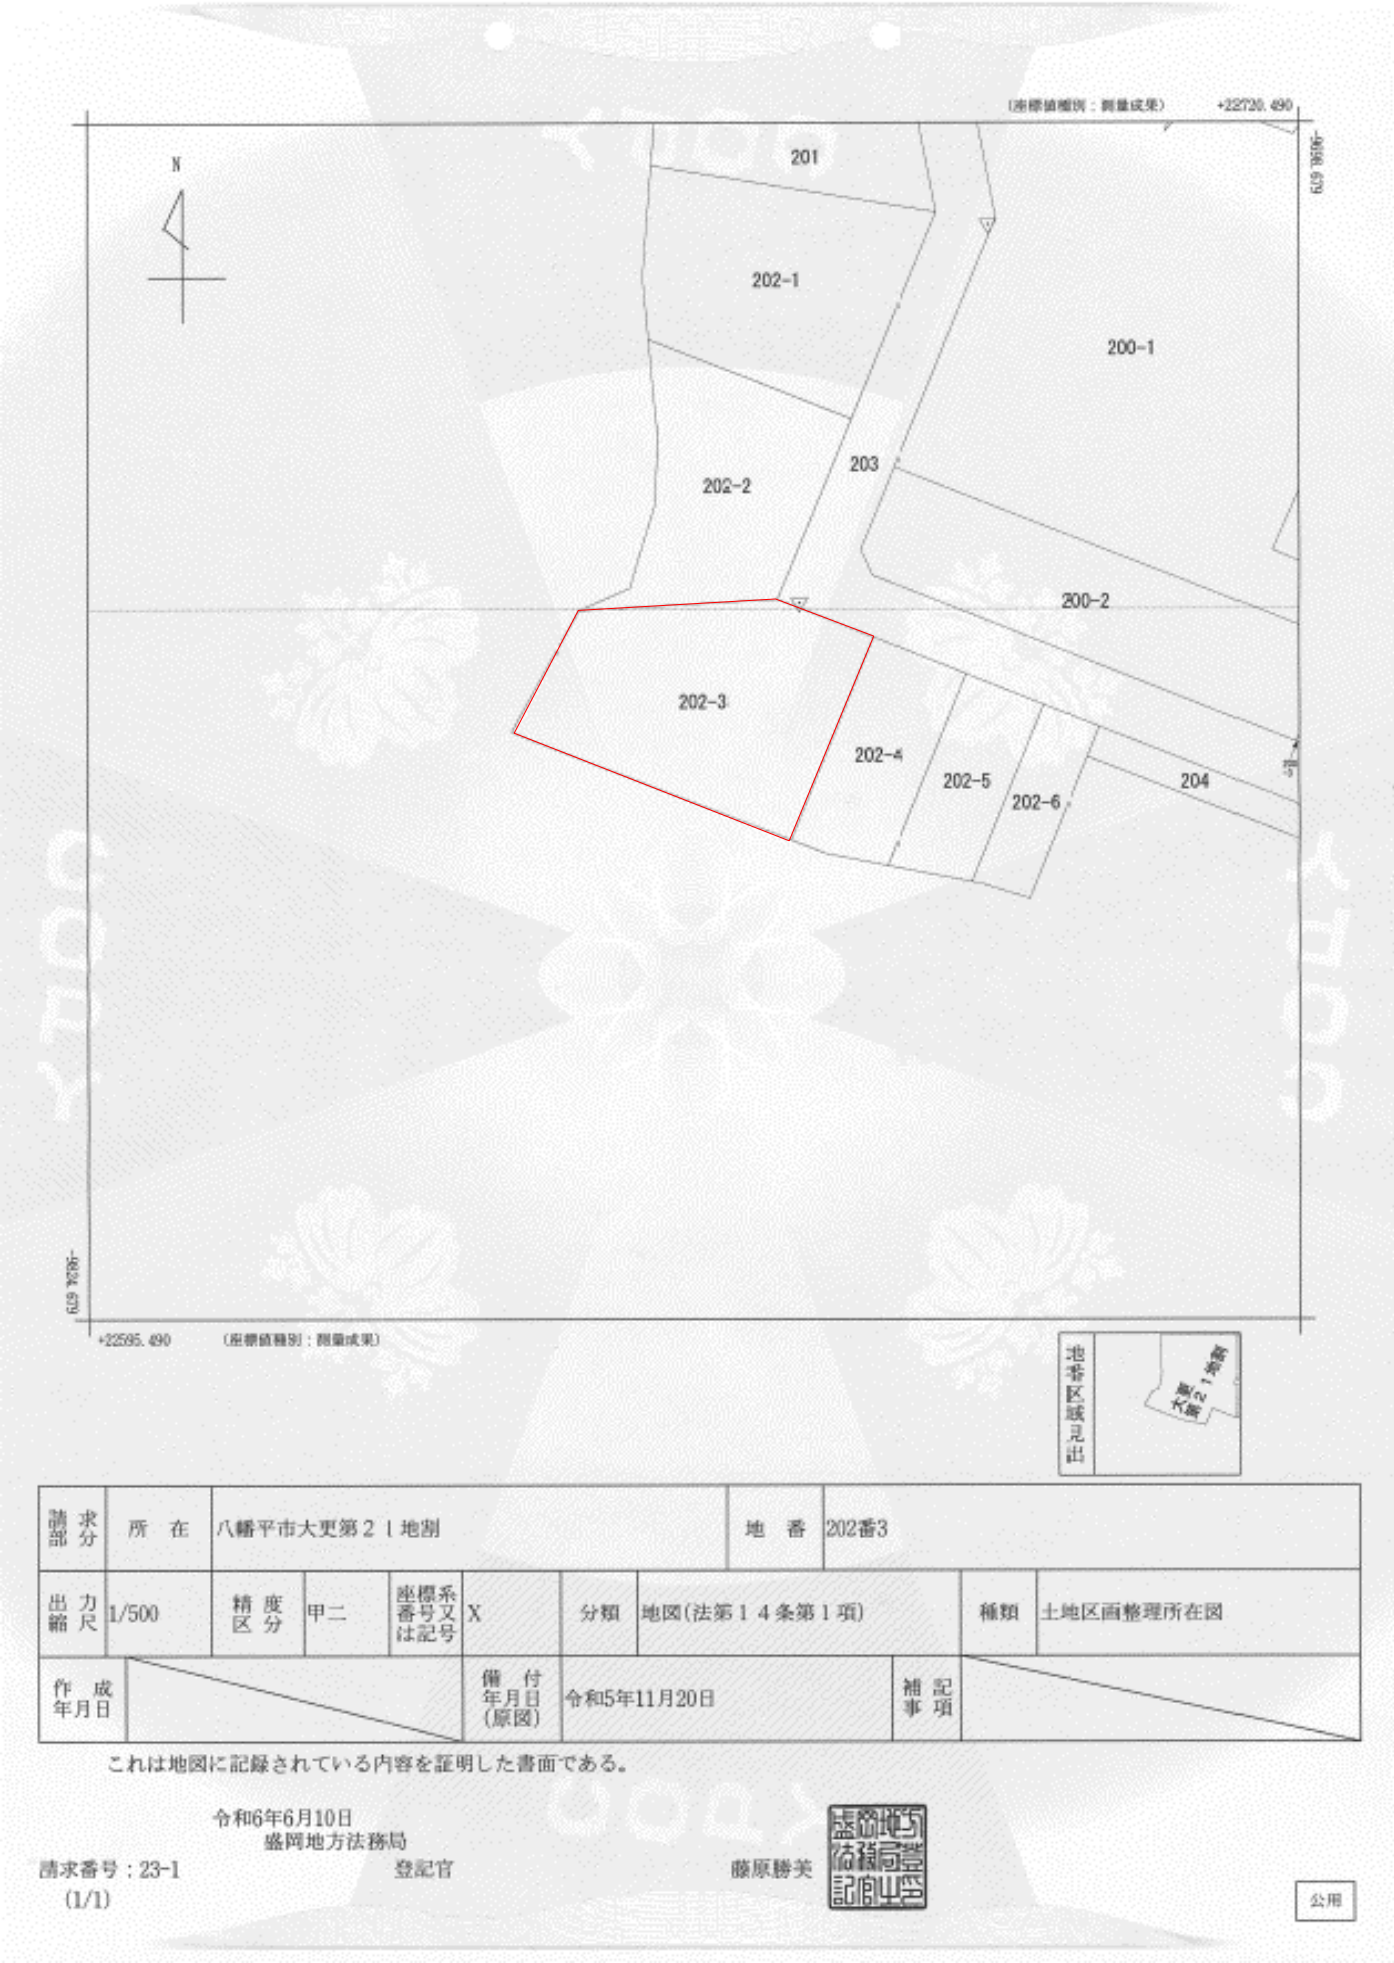 (座標値種別：測量成果) +22720.490
-9698.679
N
201
202-1
200-1
203
202-2
200-2
202-3
202-4
202-5
202-6
204
COPY
COPY
COPY
COPY
-9824.679
+22595.490 (座標値種別：測量成果)
地番区域見出
大更第21地割
請求部分 所在 八幡平市大更第21地割 地番 202番3
出力縮尺 1/500 精度区分 甲二 座標系番号又は記号 X 分類 地図(法第14条第1項) 種類 土地区画整理所在図
作成年月日 備付年月日(原図) 令和5年11月20日 補記事項
これは地図に記録されている内容を証明した書面である。
令和6年6月10日
盛岡地方法務局
請求番号：23-1 登記官 藤原勝美
(1/1)
公用